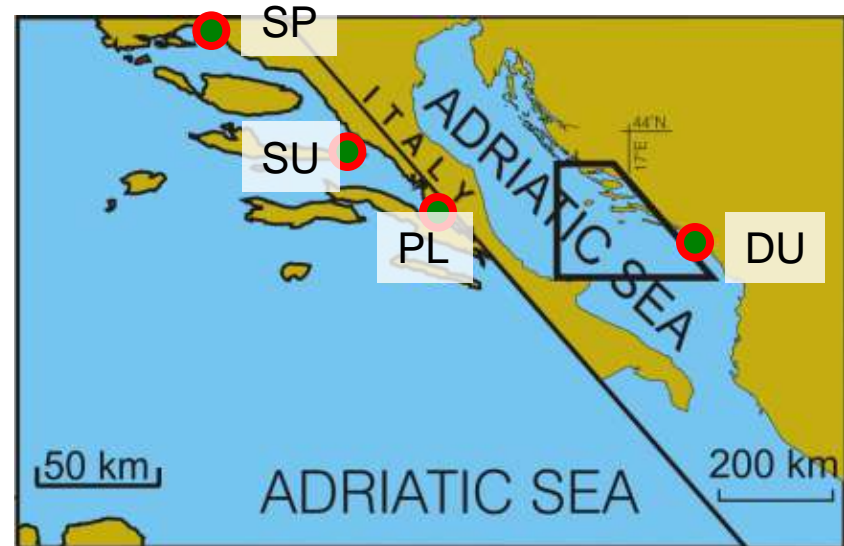 SP
ITALY
ADRIATIC SEA
44°N
17°E
SU
PL
DU
50 km
ADRIATIC SEA
200 km